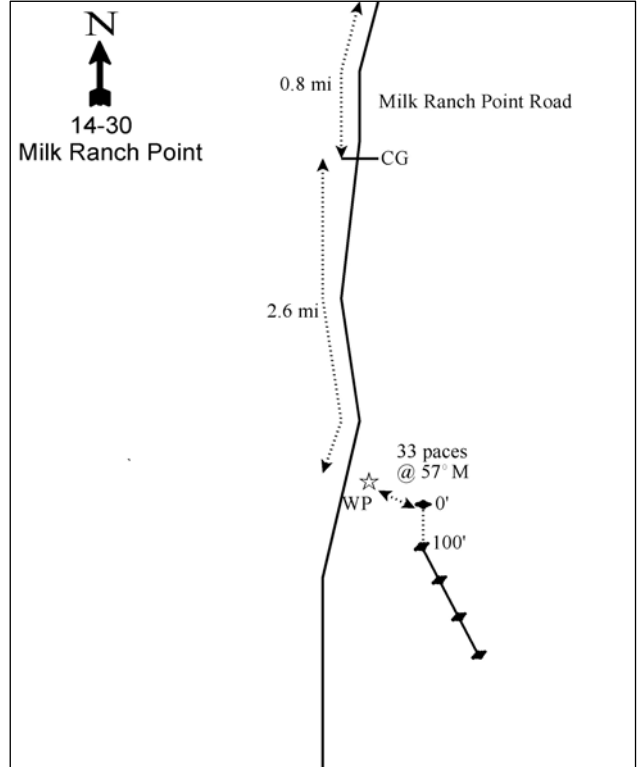 N
14-30
Milk Ranch Point
0.8 mi
Milk Ranch Point Road
CG
2.6 mi
33 paces
@ 57° M
WP
0'
100'